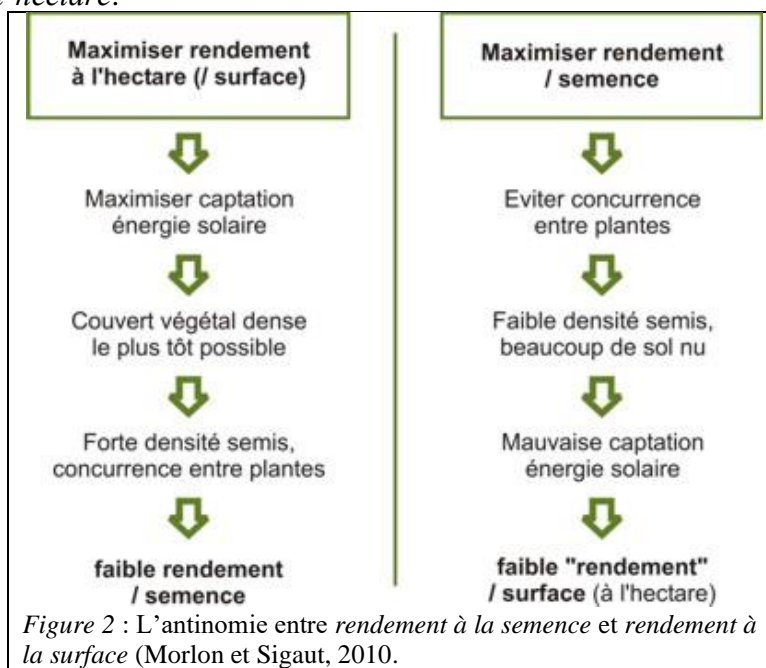 e hectare.
Maximiser rendement
à l'hectare (/ surface)
Maximiser captation
énergie solaire
Couvert végétal dense
le plus tôt possible
Forte densité semis,
concurrence entre plantes
faible rendement
/ semence
Maximiser rendement
/ semence
Eviter concurrence
entre plantes
Faible densité semis,
beaucoup de sol nu
Mauvaise captation
énergie solaire
faible "rendement"
/ surface (à l'hectare)
Figure 2 : L'antinomie entre rendement à la semence et rendement à
la surface (Morlon et Sigaut, 2010.